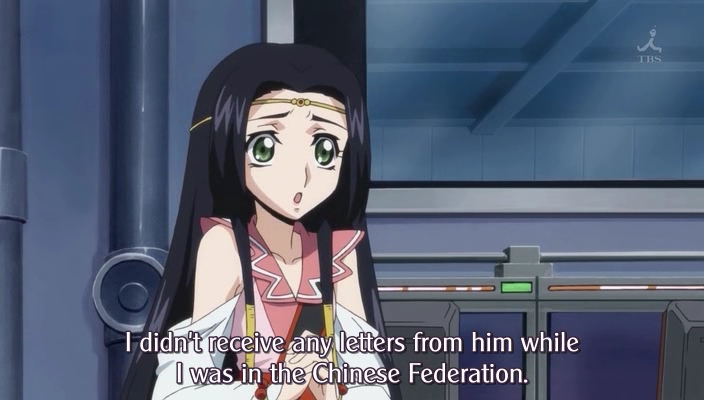 TBS
I didn't receive any letters from him while
I was in the Chinese Federation.